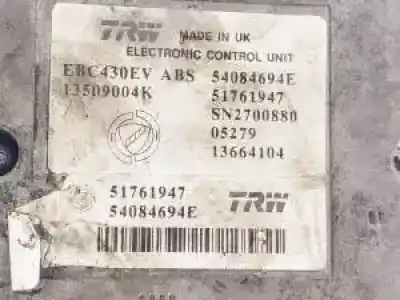 TRW MADE IN UK
ELECTRONIC CONTROL UNIT
EBC430EV ABS 54084694E
13509004K 51761947
SN2700880
05279
13664104
51761947
54084694E TRW